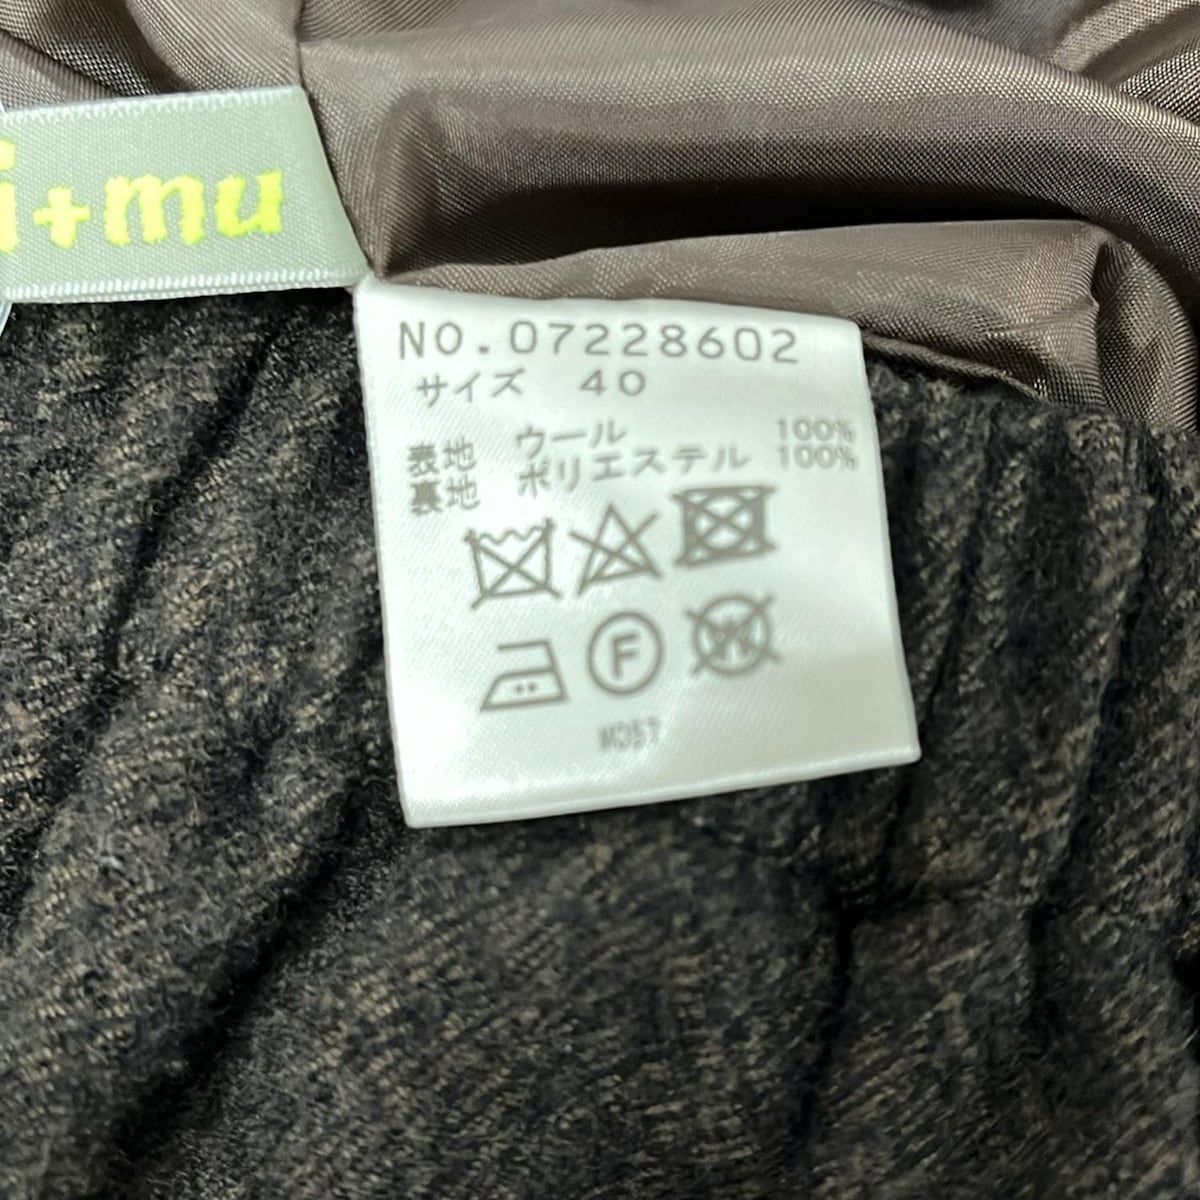 i+mu
NO.07228602
サイズ 40
表地 ウール 100%
裏地 ポリエステル 100%
F
W